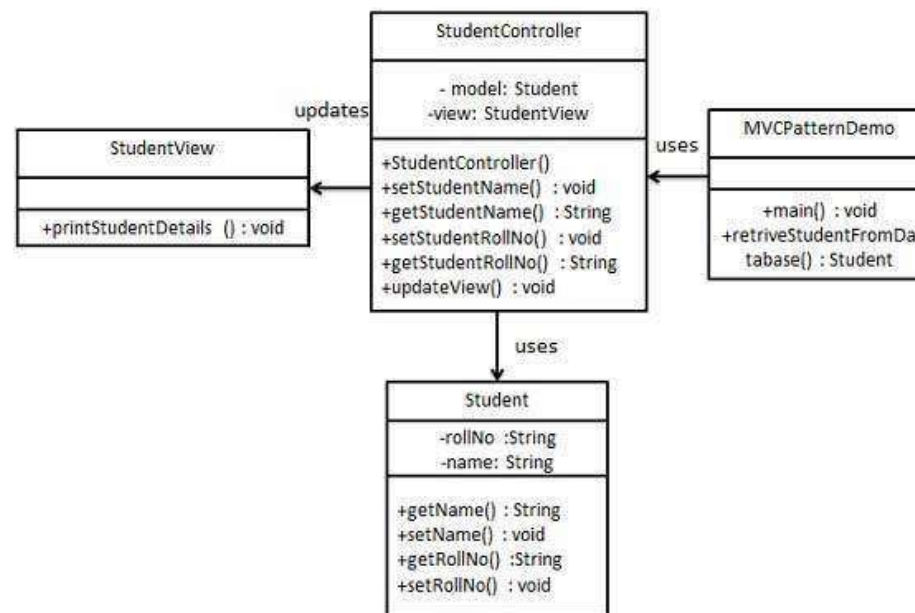 StudentController
- model: Student
-view: StudentView
+StudentController()
+setStudentName() : void
+getStudentName() : String
+setStudentRollNo() : void
+getStudentRollNo() : String
+updateView() : void
updates
StudentView
+printStudentDetails () : void
uses
MVCPatternDemo
+main() : void
+retriveStudentFromDa
tabase() : Student
uses
Student
-rollNo :String
-name: String
+getName() : String
+setName() : void
+getRollNo() :String
+setRollNo() : void